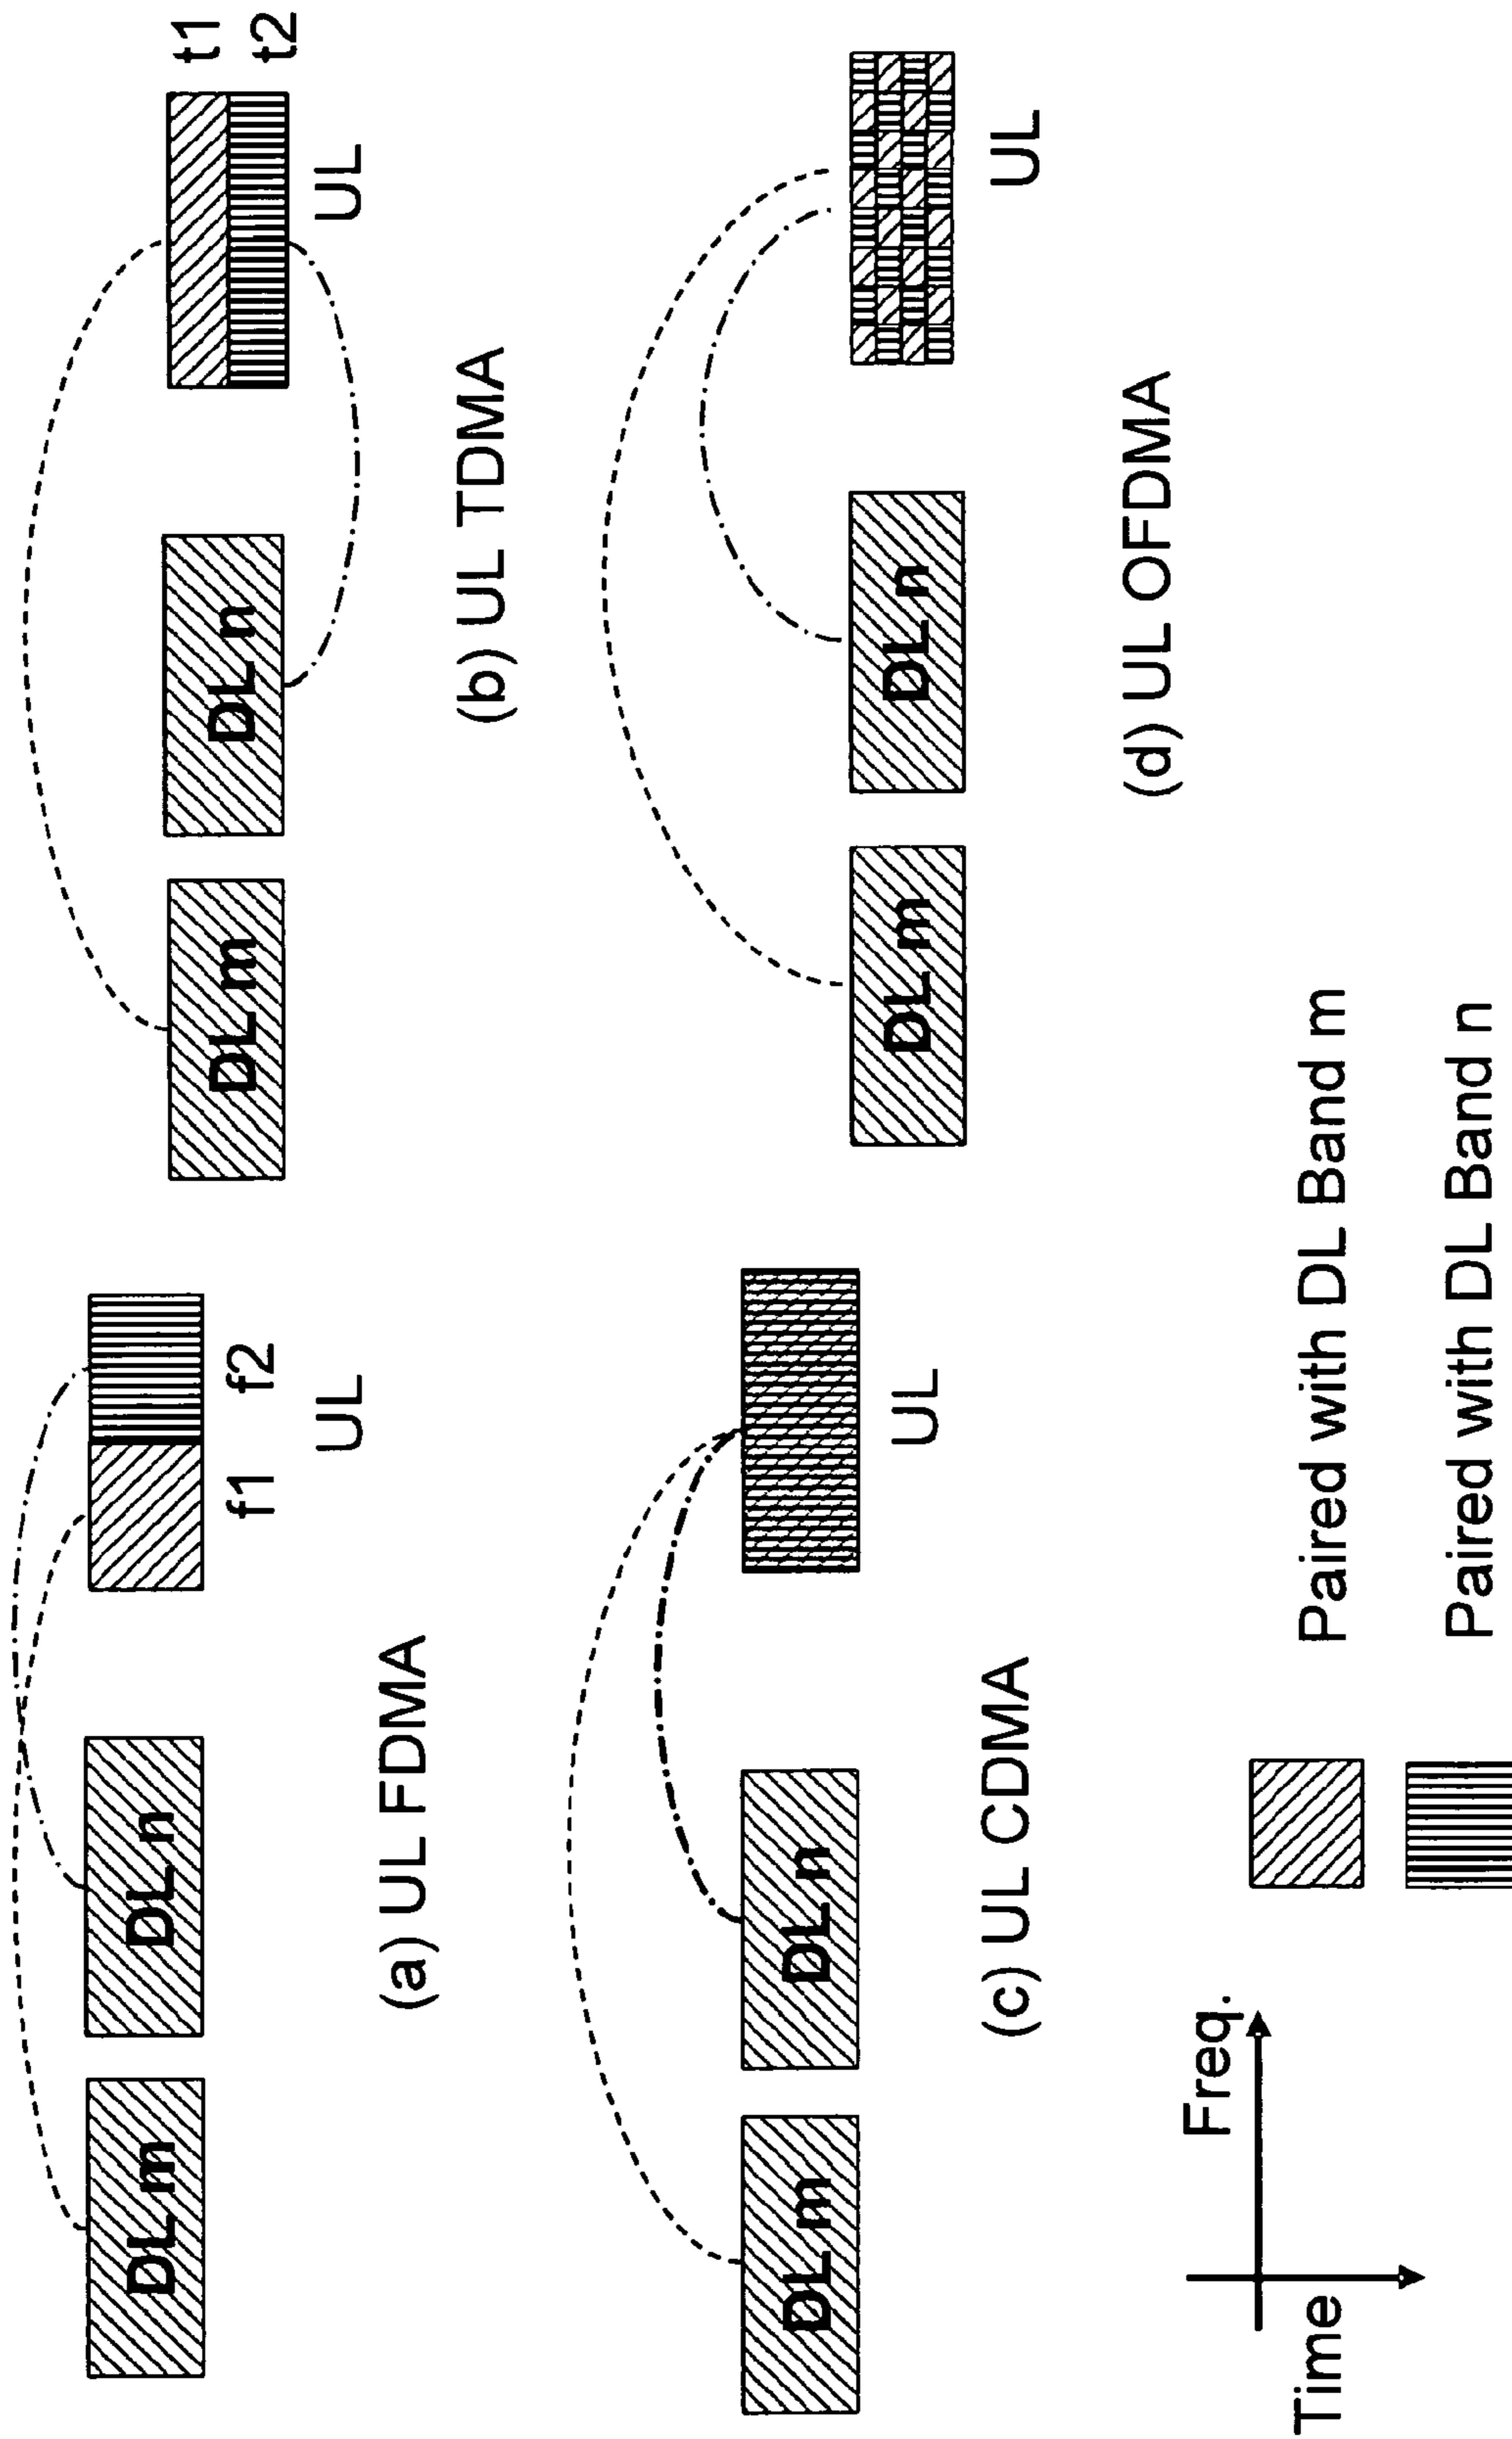 DL m
DL n
f1
f2
UL
(a) UL FDMA
DL m
DL n
t1
t2
UL
(b) UL TDMA
DL m
DL n
UL
(c) UL CDMA
DL m
DL n
UL
(d) UL OFDMA
Freq.
Time
Paired with DL Band m
Paired with DL Band n